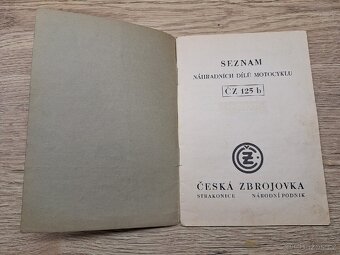 SEZNAM
NÁHRADNÍCH DÍLŮ MOTOCYKLU
ČZ 125 b
ČZ
ČESKÁ ZBROJOVKA
STRAKONICE NÁRODNÍ PODNIK